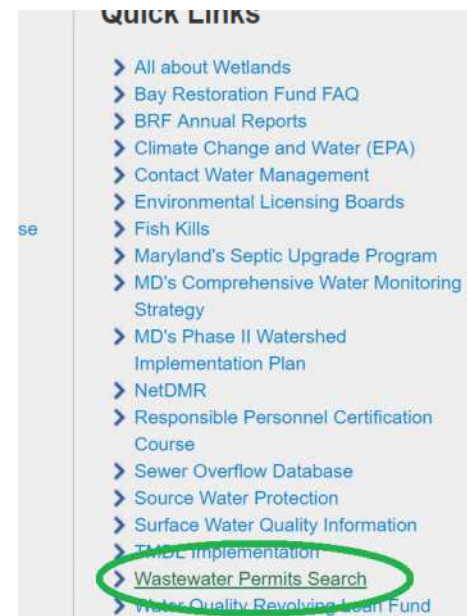 Quick Links
All about Wetlands
Bay Restoration Fund FAQ
BRF Annual Reports
Climate Change and Water (EPA)
Contact Water Management
Environmental Licensing Boards
se
Fish Kills
Maryland's Septic Upgrade Program
MD's Comprehensive Water Monitoring
Strategy
MD's Phase II Watershed
Implementation Plan
NetDMR
Responsible Personnel Certification
Course
Sewer Overflow Database
Source Water Protection
Surface Water Quality Information
TMDL Implementation
Wastewater Permits Search
Water Quality Revolving Loan Fund